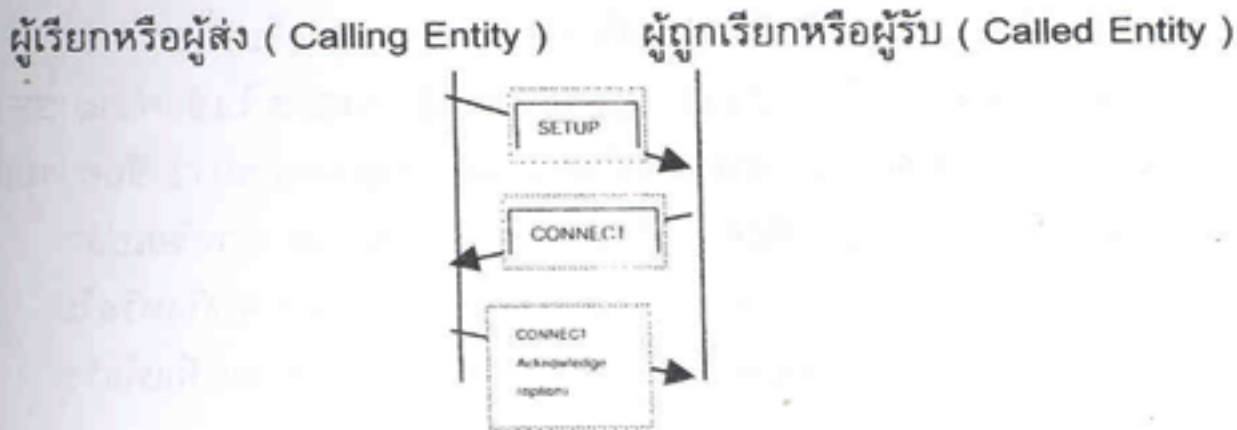 ผู้เรียกหรือผู้ส่ง ( Calling Entity ) ผู้ถูกเรียกหรือผู้รับ ( Called Entity )
SETUP
CONNECT
CONNECT
Acknowledge